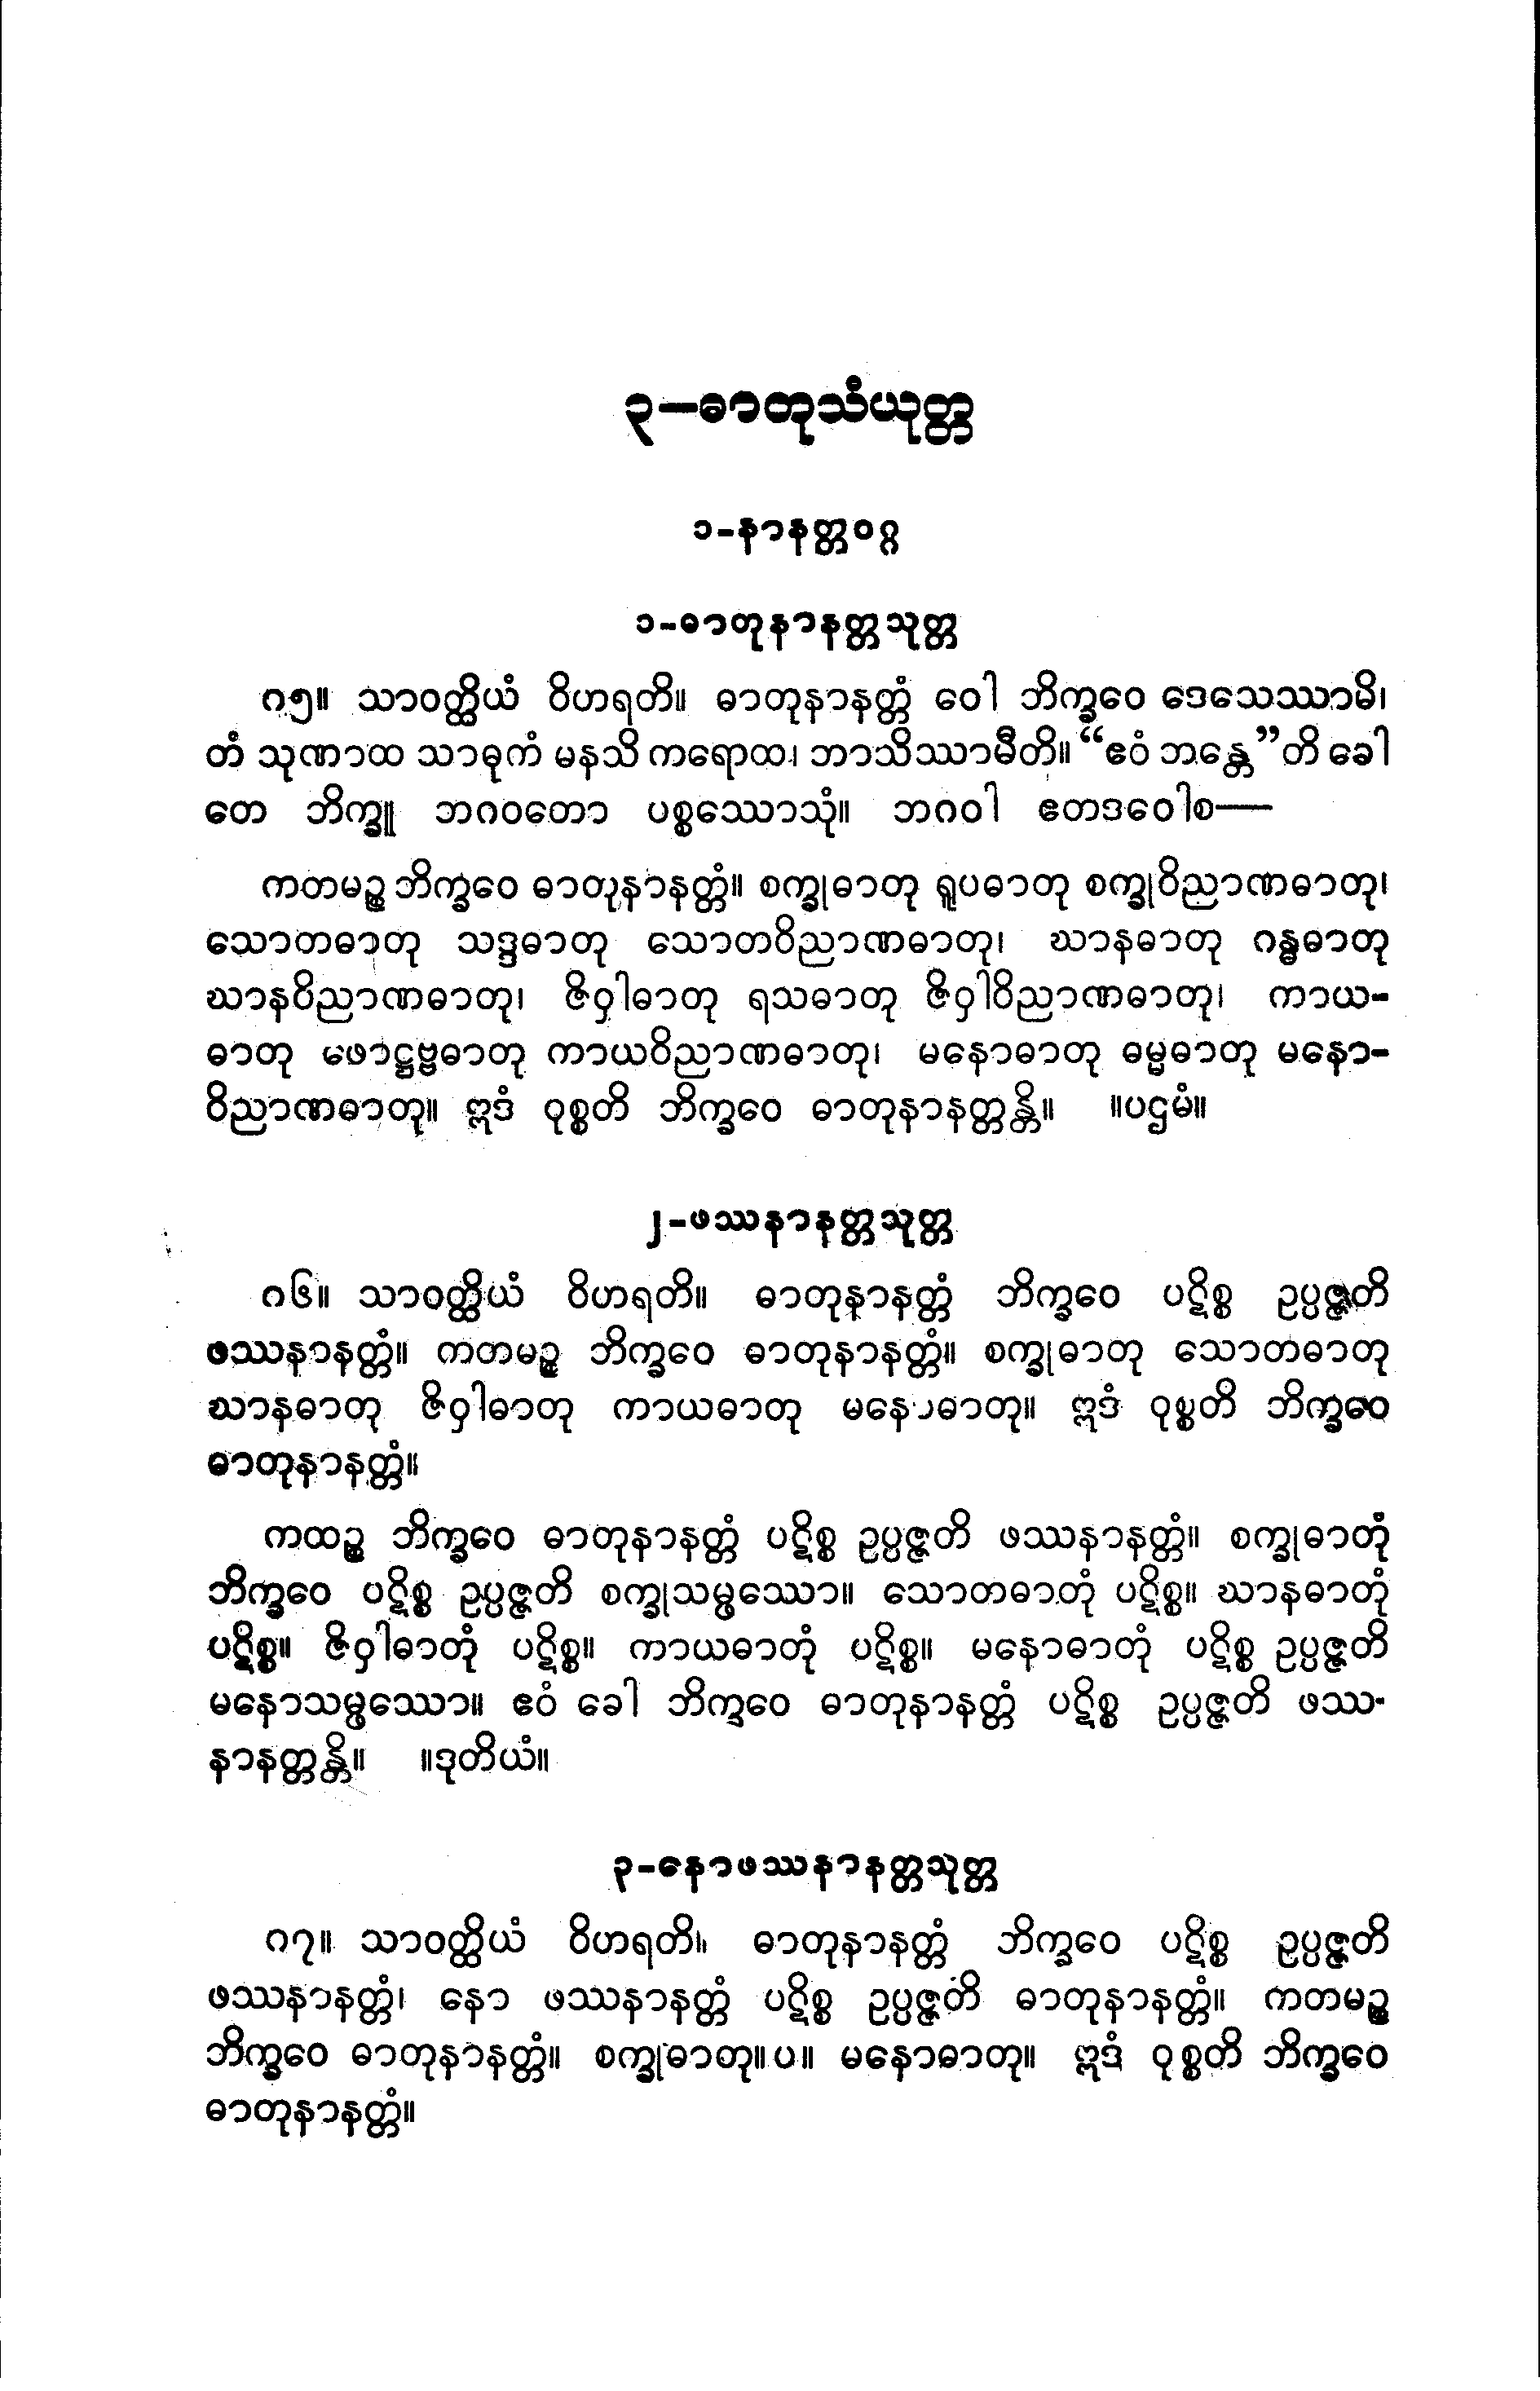 ၃–ဓာတုသံယုတ္တ
၁-နာနတ္တဝဂ္ဂ
၁-ဓာတုနာနတ္တသုတ္တ
၈၅။ သာဝတ္ထိယံ ဝိဟရတိ။ ဓာတုနာနတ္တံ ဝေါ ဘိက္ခဝေ ဒေသေဿာမိ၊
တံ သုဏာထ သာဓုကံ မနသိ ကရောထ၊ ဘာသိဿာမီတိ။ “ဧဝံ ဘန္တေ”တိ ခေါ
တေ ဘိက္ခူ ဘဂဝတော ပစ္စဿောသုံ။ ဘဂဝါ ဧတဒဝေါစ—
ကတမဉ္စ ဘိက္ခဝေ ဓာတုနာနတ္တံ။ စက္ခုဓာတု ရူပဓာတု စက္ခုဝိညာဏဓာတု၊
သောတဓာတု သဒ္ဒဓာတု သောတဝိညာဏဓာတု၊ ဃာနဓာတု ဂန္ဓဓာတု
ဃာနဝိညာဏဓာတု၊ ဇိဝှါဓာတု ရသဓာတု ဇိဝှါဝိညာဏဓာတု၊ ကာယ-
ဓာတု ဖောဋ္ဌဗ္ဗဓာတု ကာယဝိညာဏဓာတု၊ မနောဓာတု ဓမ္မဓာတု မနော-
ဝိညာဏဓာတု။ ဣဒံ ဝုစ္စတိ ဘိက္ခဝေ ဓာတုနာနတ္တန္တိ။ ။ပဌမံ။
၂-ဖဿနာနတ္တသုတ္တ
၈၆။ သာဝတ္ထိယံ ဝိဟရတိ။ ဓာတုနာနတ္တံ ဘိက္ခဝေ ပဋိစ္စ ဥပ္ပဇ္ဇတိ
ဖဿနာနတ္တံ။ ကတမဉ္စ ဘိက္ခဝေ ဓာတုနာနတ္တံ။ စက္ခုဓာတု သောတဓာတု
ဃာနဓာတု ဇိဝှါဓာတု ကာယဓာတု မနောဓာတု။ ဣဒံ ဝုစ္စတိ ဘိက္ခဝေ
ဓာတုနာနတ္တံ။
ကထဉ္စ ဘိက္ခဝေ ဓာတုနာနတ္တံ ပဋိစ္စ ဥပ္ပဇ္ဇတိ ဖဿနာနတ္တံ။ စက္ခုဓာတုံ
ဘိက္ခဝေ ပဋိစ္စ ဥပ္ပဇ္ဇတိ စက္ခုသမ္ဖဿော။ သောတဓာတုံ ပဋိစ္စ။ ဃာနဓာတုံ
ပဋိစ္စ။ ဇိဝှါဓာတုံ ပဋိစ္စ။ ကာယဓာတုံ ပဋိစ္စ။ မနောဓာတုံ ပဋိစ္စ ဥပ္ပဇ္ဇတိ
မနောသမ္ဖဿော။ ဧဝံ ခေါ ဘိက္ခဝေ ဓာတုနာနတ္တံ ပဋိစ္စ ဥပ္ပဇ္ဇတိ ဖဿ-
နာနတ္တန္တိ။ ။ဒုတိယံ။
၃-နောဖဿနာနတ္တသုတ္တ
၈၇။ သာဝတ္ထိယံ ဝိဟရတိ။ ဓာတုနာနတ္တံ ဘိက္ခဝေ ပဋိစ္စ ဥပ္ပဇ္ဇတိ
ဖဿနာနတ္တံ၊ နော ဖဿနာနတ္တံ ပဋိစ္စ ဥပ္ပဇ္ဇတိ ဓာတုနာနတ္တံ။ ကတမဉ္စ
ဘိက္ခဝေ ဓာတုနာနတ္တံ။ စက္ခုဓာတု။ပ။ မနောဓာတု။ ဣဒံ ဝုစ္စတိ ဘိက္ခဝေ
ဓာတုနာနတ္တံ။